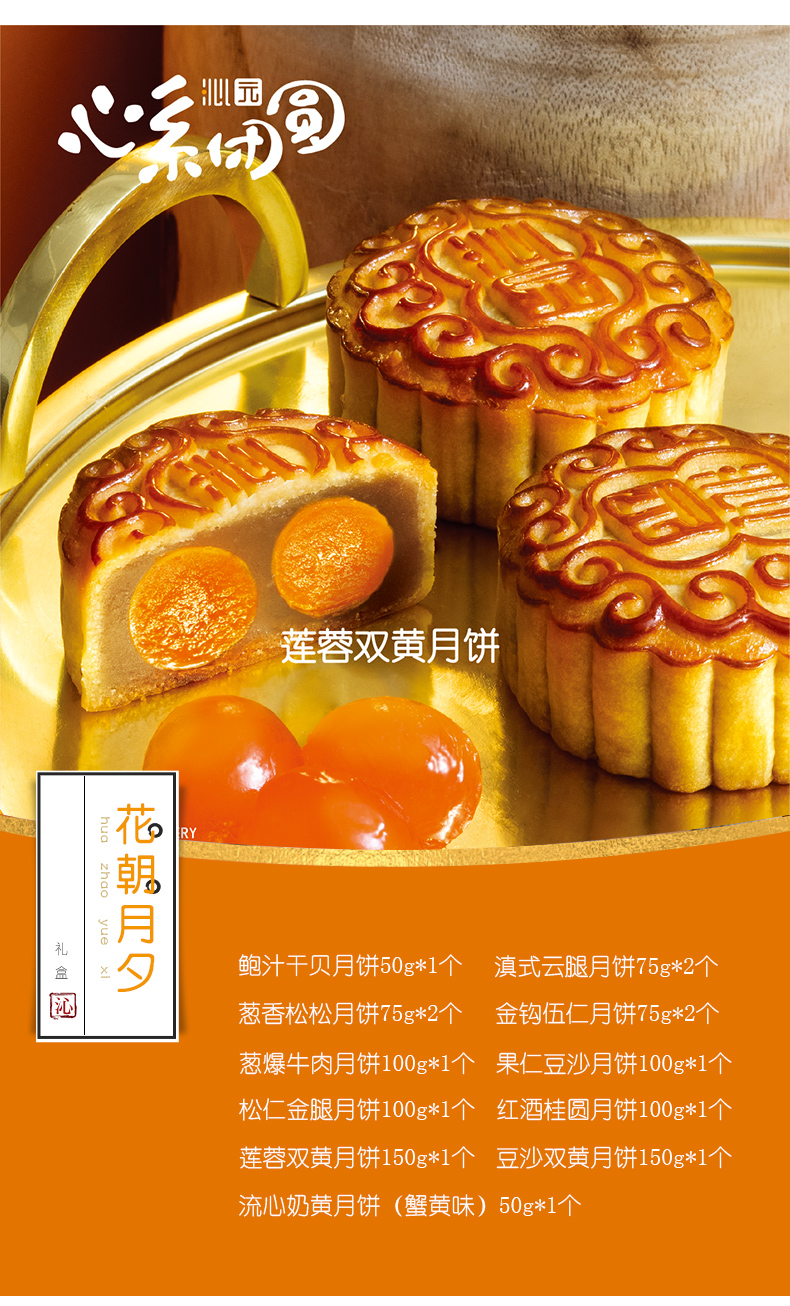 沁园
心系团圆
莲蓉双黄月饼
ERY
花朝月夕
hua zhao yue xi
礼盒
沁
鲍汁干贝月饼50g*1个 滇式云腿月饼75g*2个
葱香松松月饼75g*2个 金钩伍仁月饼75g*2个
葱爆牛肉月饼100g*1个 果仁豆沙月饼100g*1个
松仁金腿月饼100g*1个 红酒桂圆月饼100g*1个
莲蓉双黄月饼150g*1个 豆沙双黄月饼150g*1个
流心奶黄月饼（蟹黄味）50g*1个